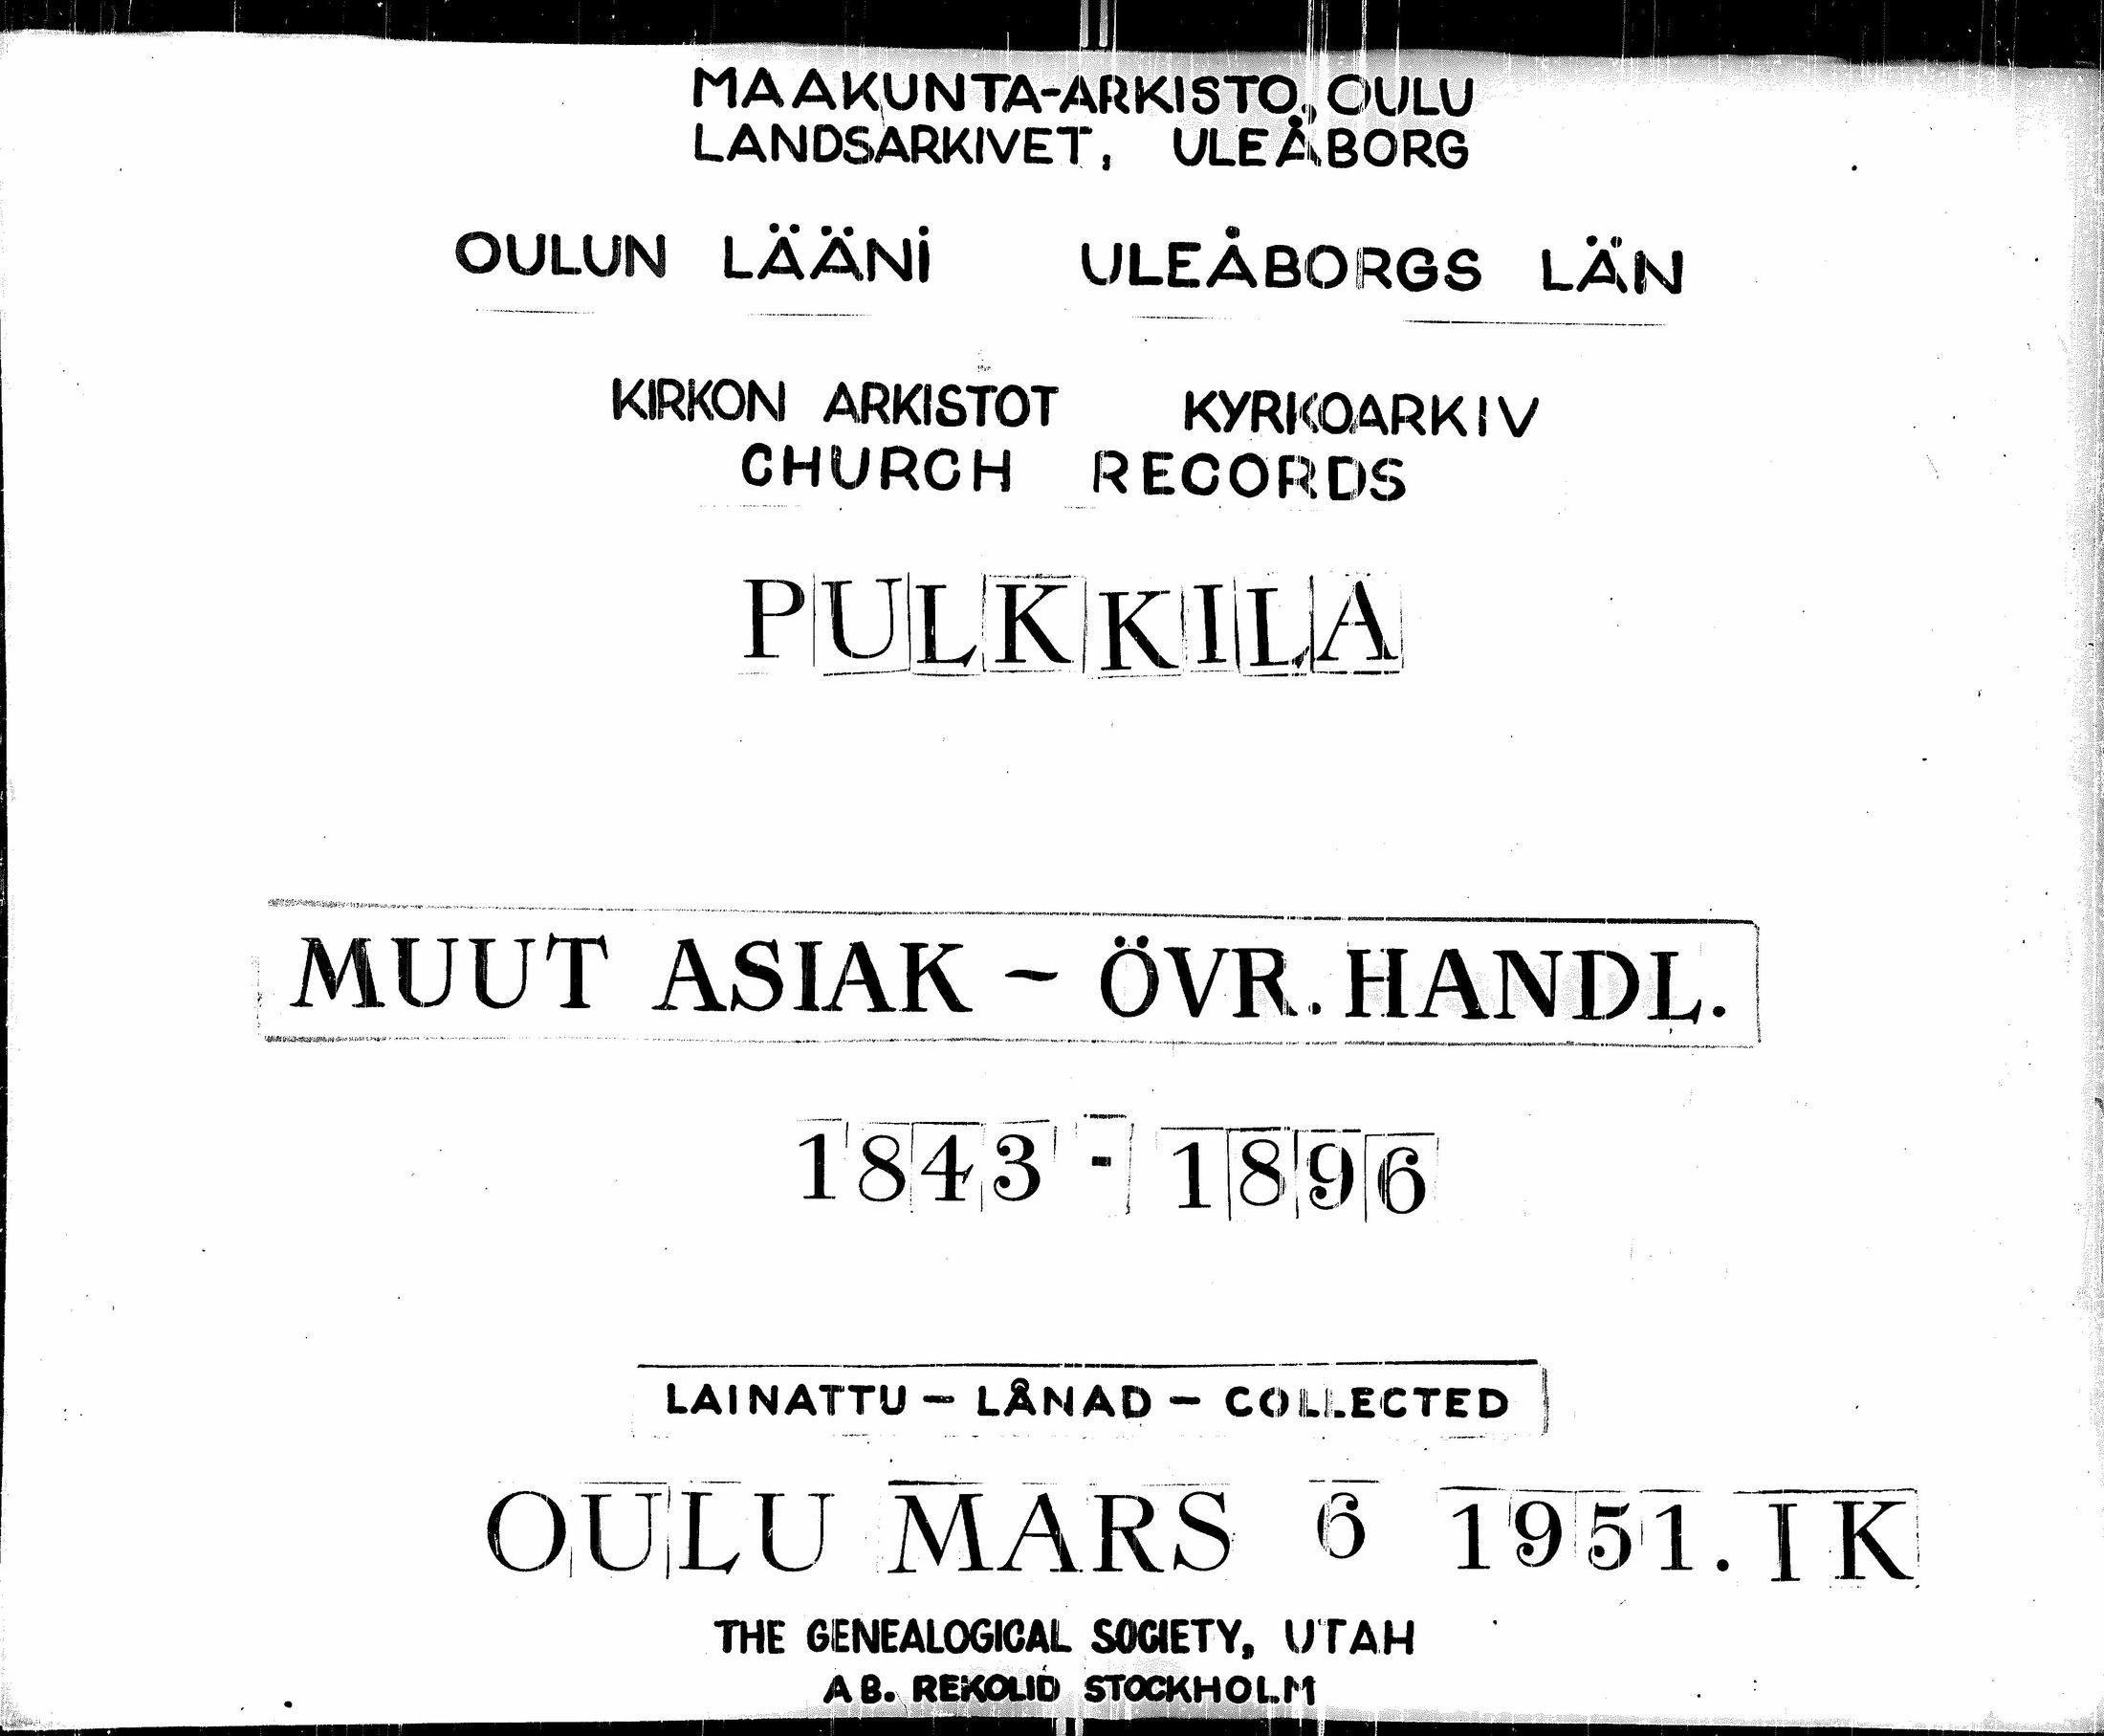 MAAKUNTA-ARKISTO, OULU
LANDSARKIVET, ULEÅBORG
OULUN LÄÄNI ULEÅBORGS LÄN
KIRKON ARKISTOT KYRKOARKIV
CHURCH RECORDS
PULKKILA
MUUT ASIAK - ÖVR. HANDL.
1843 - 1896
LAINATTU - LÅNAD - COLLECTED
OULU MARS 6 1951. IK
THE GENEALOGICAL SOCIETY, UTAH
AB. REKOLID STOCKHOLM